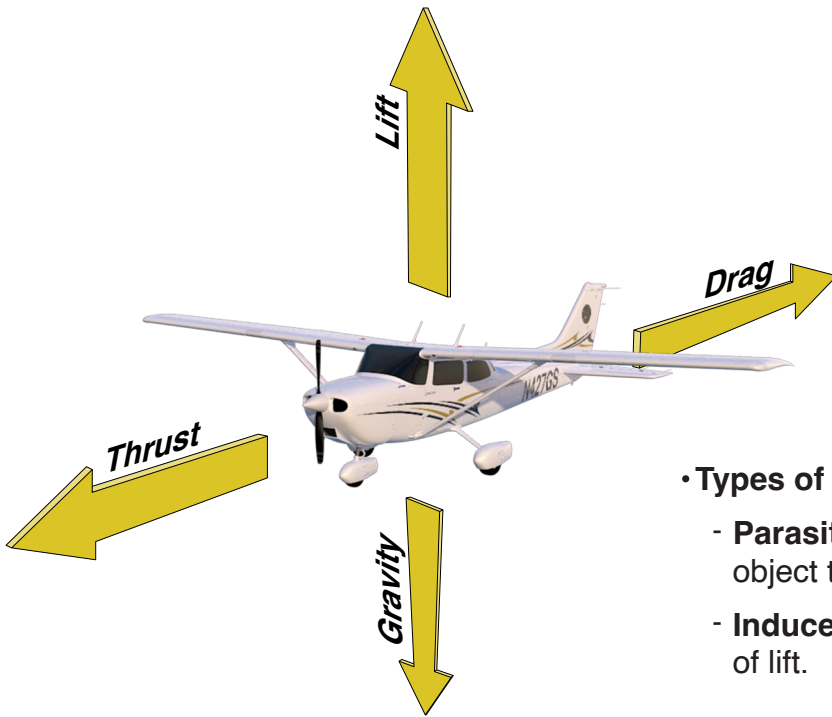 Lift
Drag
N427GS
Thrust
Gravity
• Types of
- Parasit
object t
- Induce
of lift.